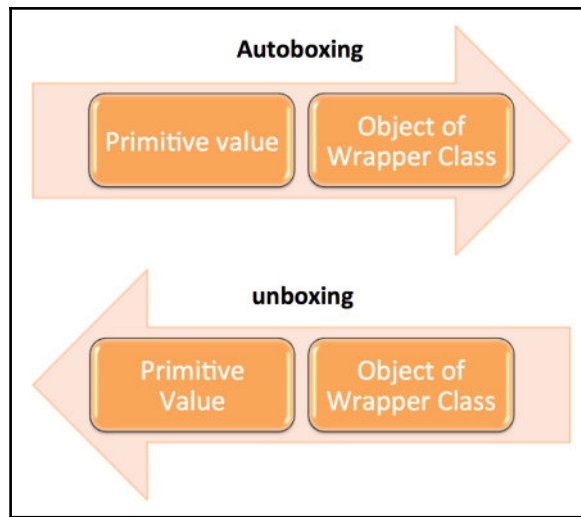 Autoboxing
Primitive value
Object of
Wrapper Class
unboxing
Primitive
Value
Object of
Wrapper Class